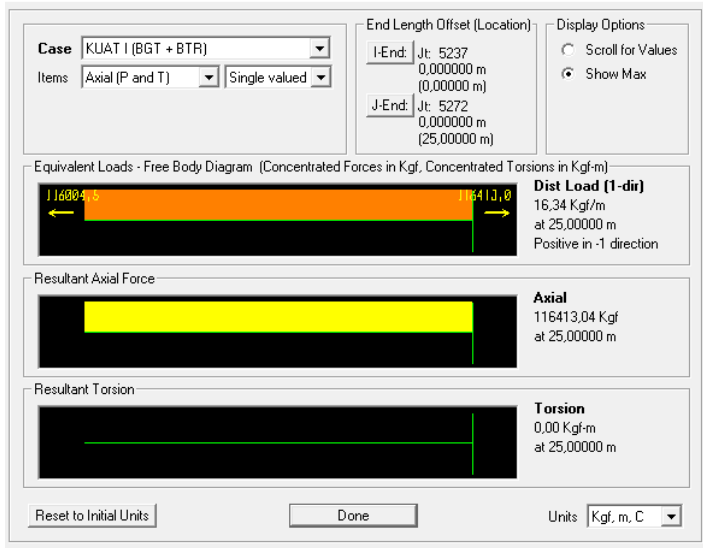 Case KUAT I (BGT + BTR)
Items Axial (P and T) Single valued
End Length Offset (Location)
I-End: Jt: 5237
0,000000 m
(0,00000 m)
J-End: Jt: 5272
0,000000 m
(25,00000 m)
Display Options
Scroll for Values
Show Max
Equivalent Loads - Free Body Diagram (Concentrated Forces in Kgf, Concentrated Torsions in Kgf-m)
116004,5 116413,0
Dist Load (1-dir)
16,34 Kgf/m
at 25,00000 m
Positive in -1 direction
Resultant Axial Force
Axial
116413,04 Kgf
at 25,00000 m
Resultant Torsion
Torsion
0,00 Kgf-m
at 25,00000 m
Reset to Initial Units Done Units Kgf, m, C